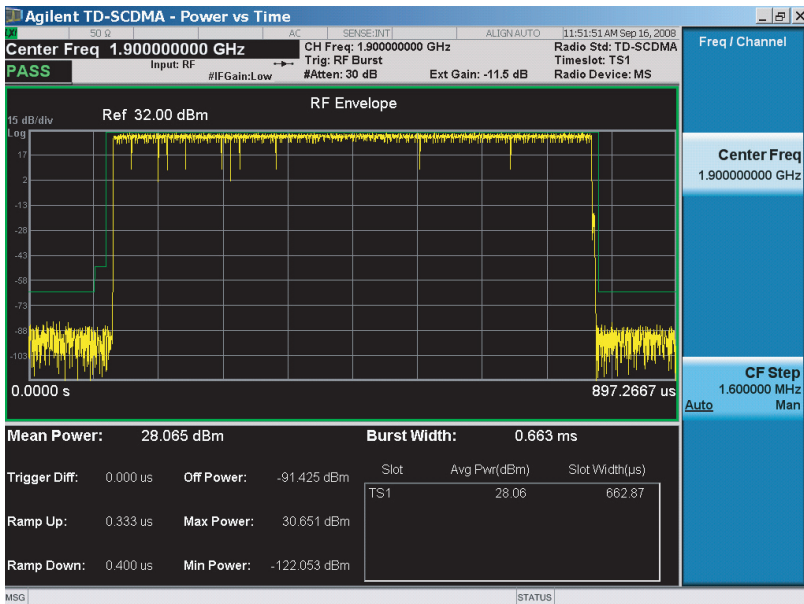 Agilent TD-SCDMA - Power vs Time
50 Ω AC SENSE:INT ALIGNAUTO 11:51:51 AM Sep 16, 2008
Center Freq 1.900000000 GHz
CH Freq: 1.900000000 GHz
Radio Std: TD-SCDMA
Input: RF
Trig: RF Burst
Timeslot: TS1
PASS
#IFGain:Low
#Atten: 30 dB
Ext Gain: -11.5 dB
Radio Device: MS
Freq / Channel
Center Freq
1.900000000 GHz
CF Step
1.600000 MHz
Auto Man
RF Envelope
15 dB/div Ref 32.00 dBm
Log
17
2
-13
-28
-43
-58
-73
-88
-103
0.0000 s 897.2667 us
Mean Power: 28.065 dBm Burst Width: 0.663 ms
Trigger Diff: 0.000 us Off Power: -91.425 dBm
Ramp Up: 0.333 us Max Power: 30.651 dBm
Ramp Down: 0.400 us Min Power: -122.053 dBm
Slot Avg Pwr(dBm) Slot Width(µs)
TS1 28.06 662.87
MSG STATUS